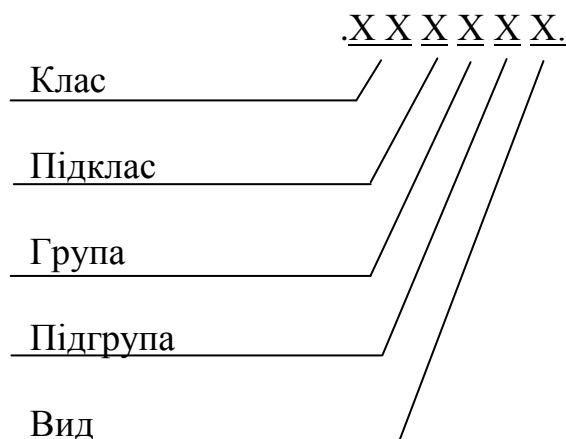 .Х Х Х Х Х Х.
Клас
Підклас
Група
Підгрупа
Вид